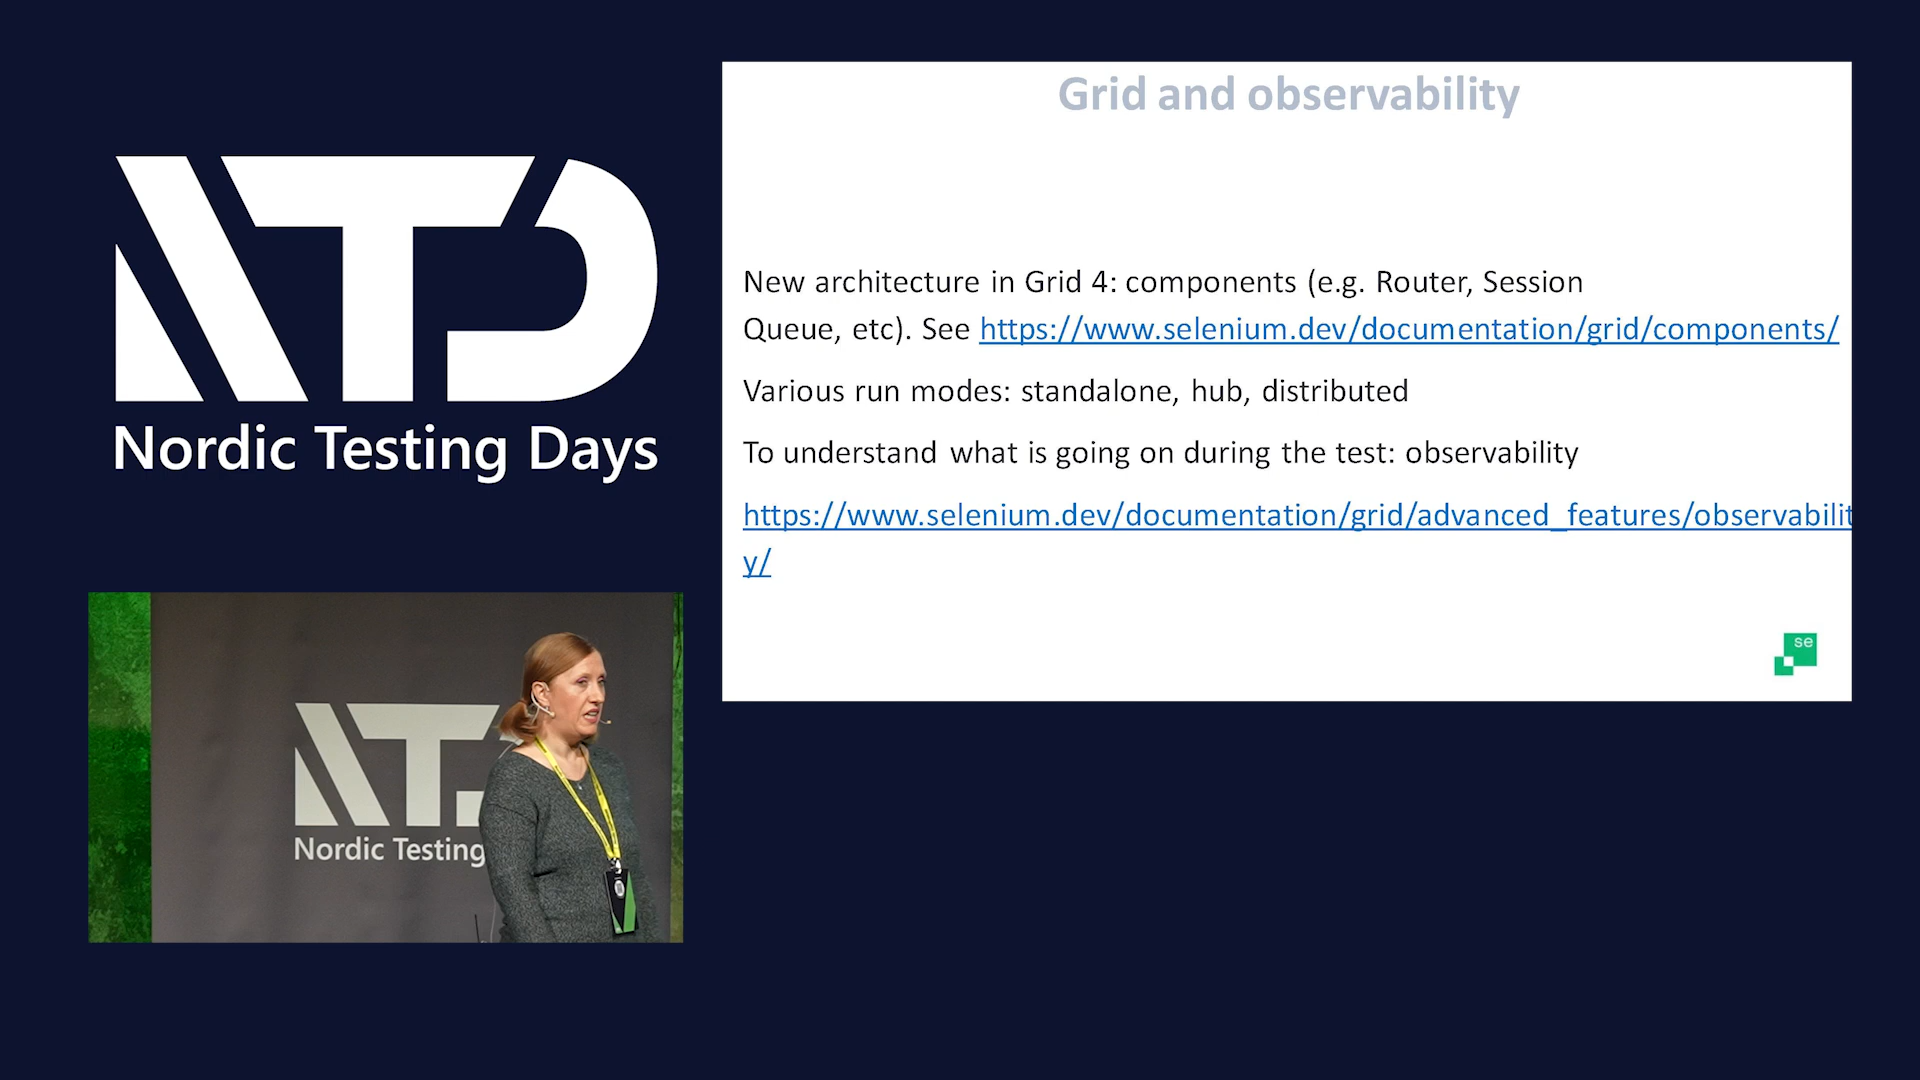 NTD
Nordic Testing Days
Grid and observability
New architecture in Grid 4: components (e.g. Router, Session
Queue, etc). See https://www.selenium.dev/documentation/grid/components/
Various run modes: standalone, hub, distributed
To understand what is going on during the test: observability
https://www.selenium.dev/documentation/grid/advanced_features/observabilit
y/
se
NT
Nordic Testing